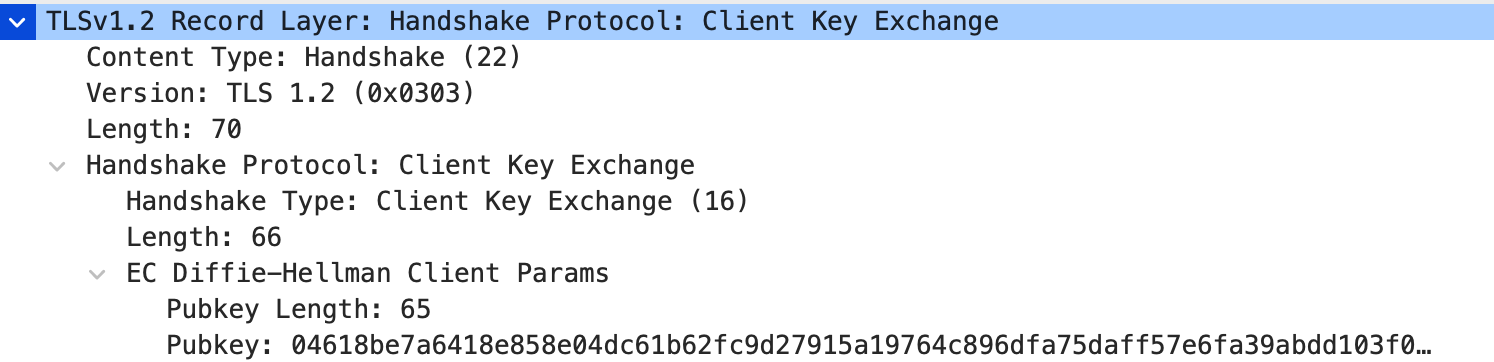 TLSv1.2 Record Layer: Handshake Protocol: Client Key Exchange
Content Type: Handshake (22)
Version: TLS 1.2 (0x0303)
Length: 70
Handshake Protocol: Client Key Exchange
Handshake Type: Client Key Exchange (16)
Length: 66
EC Diffie-Hellman Client Params
Pubkey Length: 65
Pubkey: 04618be7a6418e858e04dc61b62fc9d27915a19764c896dfa75daff57e6fa39abdd103f0…